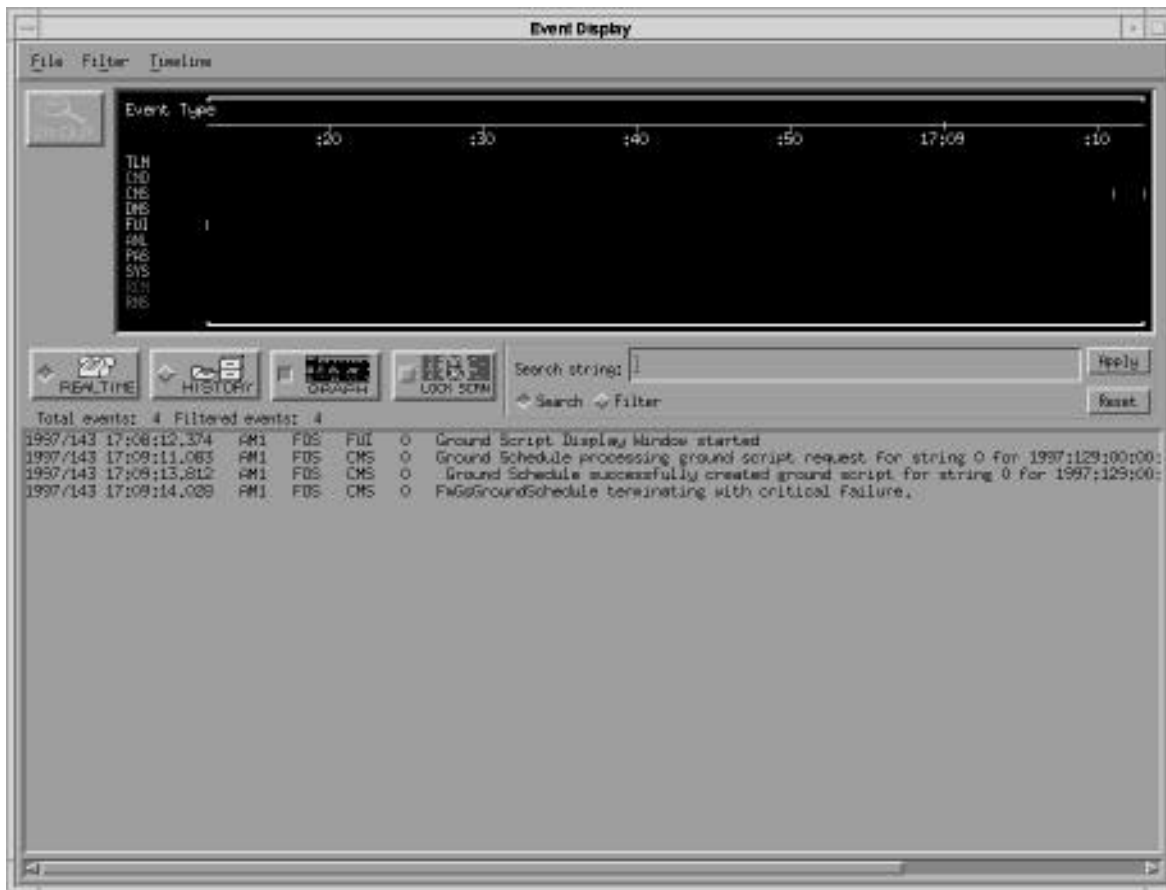 Event Display
File Filter Timeline
Event Type
:20 :30 :40 :50 17:09 :10
TLM
CMD
CMS
DMS
FUI
ANL
PAS
SYS
RCM
RMS
REALTIME HISTORY GRAPH LOCK SCRN
Search string: Apply
Search Filter Reset
Total events: 4 Filtered events: 4
1997/143 17:08:12.374 AM1 FOS FUI 0 Ground Script Display Window started
1997/143 17:09:11.083 AM1 FOS CMS 0 Ground Schedule processing ground script request for string 0 for 1997:129:00:00:
1997/143 17:09:13.812 AM1 FOS CMS 0 Ground Schedule successfully created ground script for string 0 for 1997:129:00:
1997/143 17:09:14.028 AM1 FOS CMS 0 FmGsGroundSchedule terminating with critical failure.